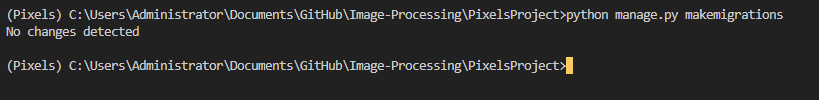 (Pixels) C:\Users\Administrator\Documents\GitHub\Image-Processing\PixelsProject>python manage.py makemigrations
No changes detected
(Pixels) C:\Users\Administrator\Documents\GitHub\Image-Processing\PixelsProject>